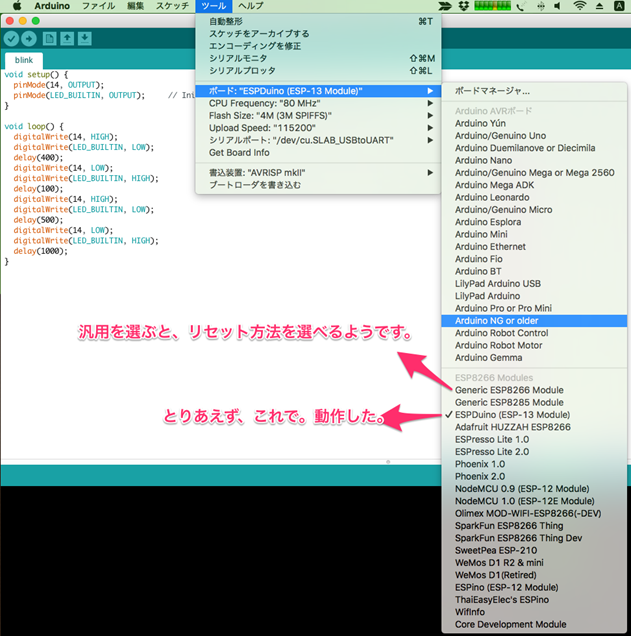 Arduino ファイル 編集 スケッチ ツール ヘルプ
blink
void setup() {
pinMode(14, OUTPUT);
pinMode(LED_BUILTIN, OUTPUT); // Ini
}
void loop() {
digitalWrite(14, HIGH);
digitalWrite(LED_BUILTIN, LOW);
delay(400);
digitalWrite(14, LOW);
digitalWrite(LED_BUILTIN, HIGH);
delay(100);
digitalWrite(14, HIGH);
digitalWrite(LED_BUILTIN, LOW);
delay(500);
digitalWrite(14, LOW);
digitalWrite(LED_BUILTIN, HIGH);
delay(1000);
}
自動整形 ⌘T
スケッチをアーカイブする
エンコーディングを修正
シリアルモニタ ⇧⌘M
シリアルプロッタ ⇧⌘L
ボード: "ESPDuino (ESP-13 Module)"
CPU Frequency: "80 MHz"
Flash Size: "4M (3M SPIFFS)"
Upload Speed: "115200"
シリアルポート: "/dev/cu.SLAB_USBtoUART"
Get Board Info
書込装置: "AVRISP mkII"
ブートローダを書き込む
ボードマネージャ...
Arduino AVRボード
Arduino Yún
Arduino/Genuino Uno
Arduino Duemilanove or Diecimila
Arduino Nano
Arduino/Genuino Mega or Mega 2560
Arduino Mega ADK
Arduino Leonardo
Arduino/Genuino Micro
Arduino Esplora
Arduino Mini
Arduino Ethernet
Arduino Fio
Arduino BT
LilyPad Arduino USB
LilyPad Arduino
Arduino Pro or Pro Mini
Arduino NG or older
Arduino Robot Control
Arduino Robot Motor
Arduino Gemma
ESP8266 Modules
Generic ESP8266 Module
Generic ESP8285 Module
✓ ESPDuino (ESP-13 Module)
Adafruit HUZZAH ESP8266
ESPresso Lite 1.0
ESPresso Lite 2.0
Phoenix 1.0
Phoenix 2.0
NodeMCU 0.9 (ESP-12 Module)
NodeMCU 1.0 (ESP-12E Module)
Olimex MOD-WIFI-ESP8266(-DEV)
SparkFun ESP8266 Thing
SparkFun ESP8266 Thing Dev
SweetPea ESP-210
WeMos D1 R2 & mini
WeMos D1(Retired)
ESPino (ESP-12 Module)
ThaiEasyElec's ESPino
WifInfo
Core Development Module
汎用を選ぶと、リセット方法を選べるようです。
とりあえず、これで。動作した。